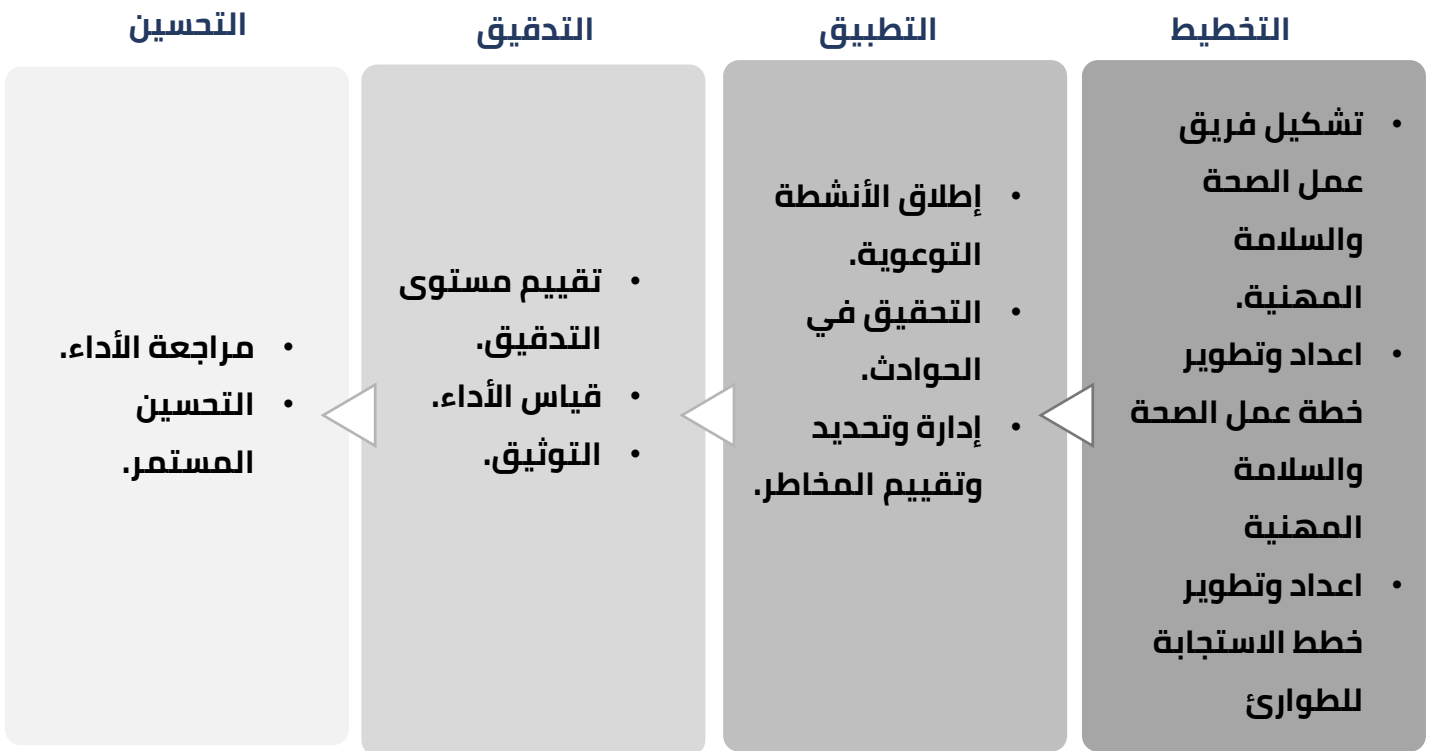 التخطيط
• تشكيل فريق
عمل الصحة
والسلامة
المهنية.
• اعداد وتطوير
خطة عمل الصحة
والسلامة
المهنية
• اعداد وتطوير
خطط الاستجابة
للطوارئ
التطبيق
• إطلاق الأنشطة
التوعوية.
• التحقيق في
الحوادث.
• إدارة وتحديد
وتقييم المخاطر.
التدقيق
• تقييم مستوى
التدقيق.
• قياس الأداء.
• التوثيق.
التحسين
• مراجعة الأداء.
• التحسين
المستمر.